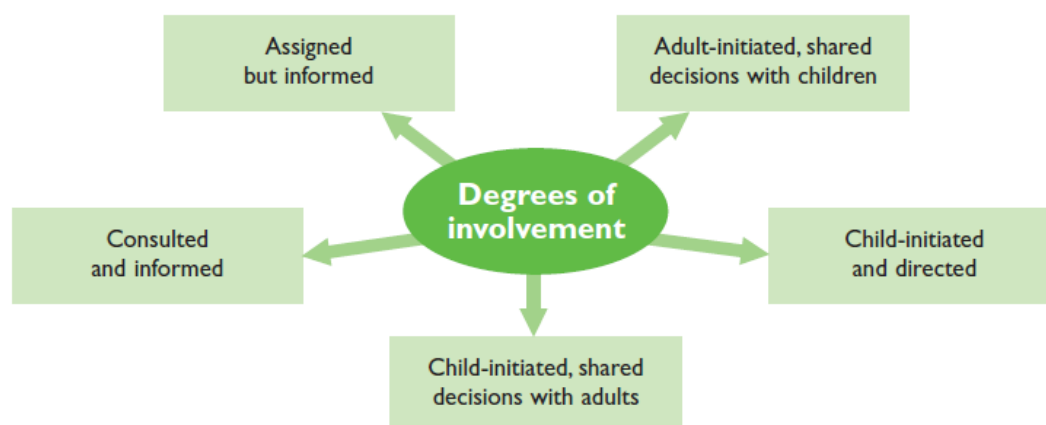 Assigned
but informed
Adult-initiated, shared
decisions with children
Degrees of
involvement
Consulted
and informed
Child-initiated
and directed
Child-initiated, shared
decisions with adults